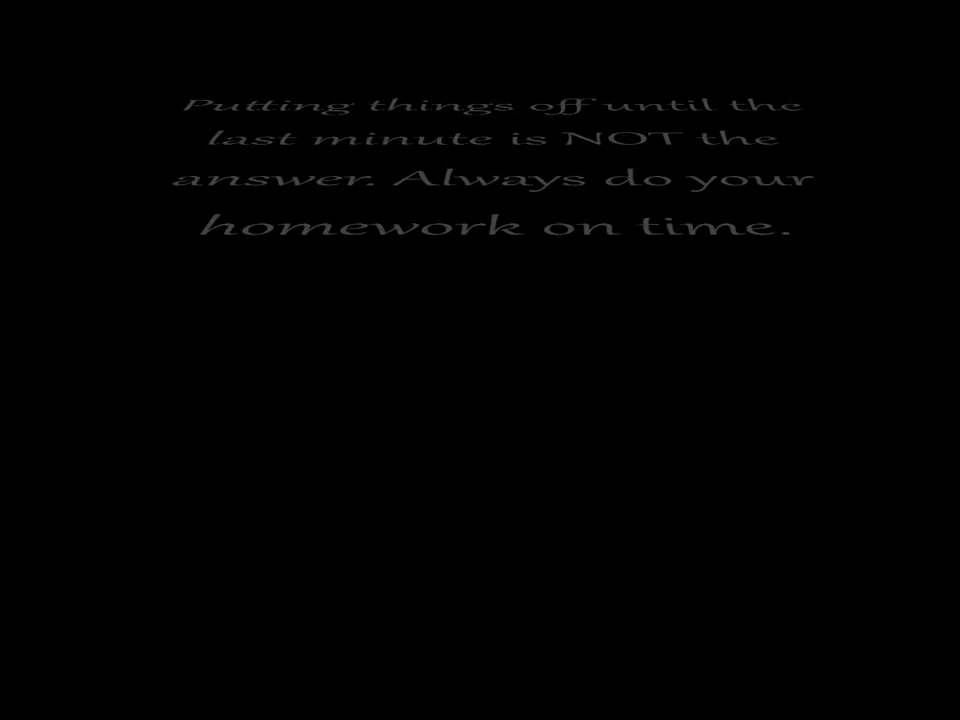 Putting things off until the
last minute is NOT the
answer. Always do your
homework on time.